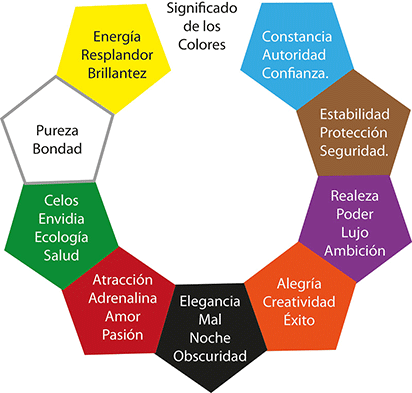 Significado
de los
Colores
Energía
Resplandor
Brillantez
Constancia
Autoridad
Confianza.
Pureza
Bondad
Estabilidad
Protección
Seguridad.
Celos
Envidia
Ecología
Salud
Realeza
Poder
Lujo
Ambición
Atracción
Adrenalina
Amor
Pasión
Elegancia
Mal
Noche
Obscuridad
Alegría
Creatividad
Éxito